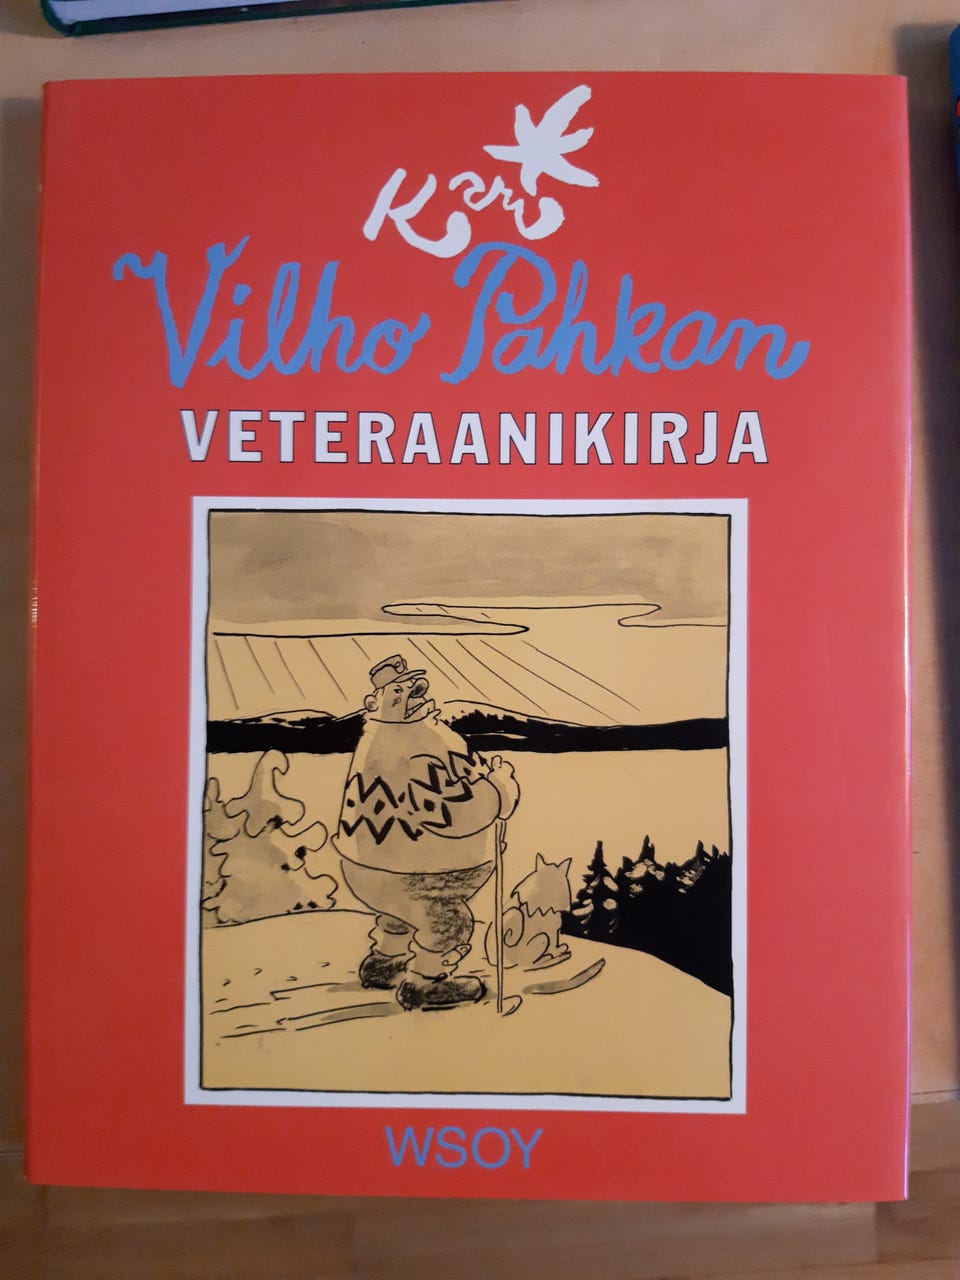 Kari
Vilho Pahkan
VETERAANIKIRJA
WSOY